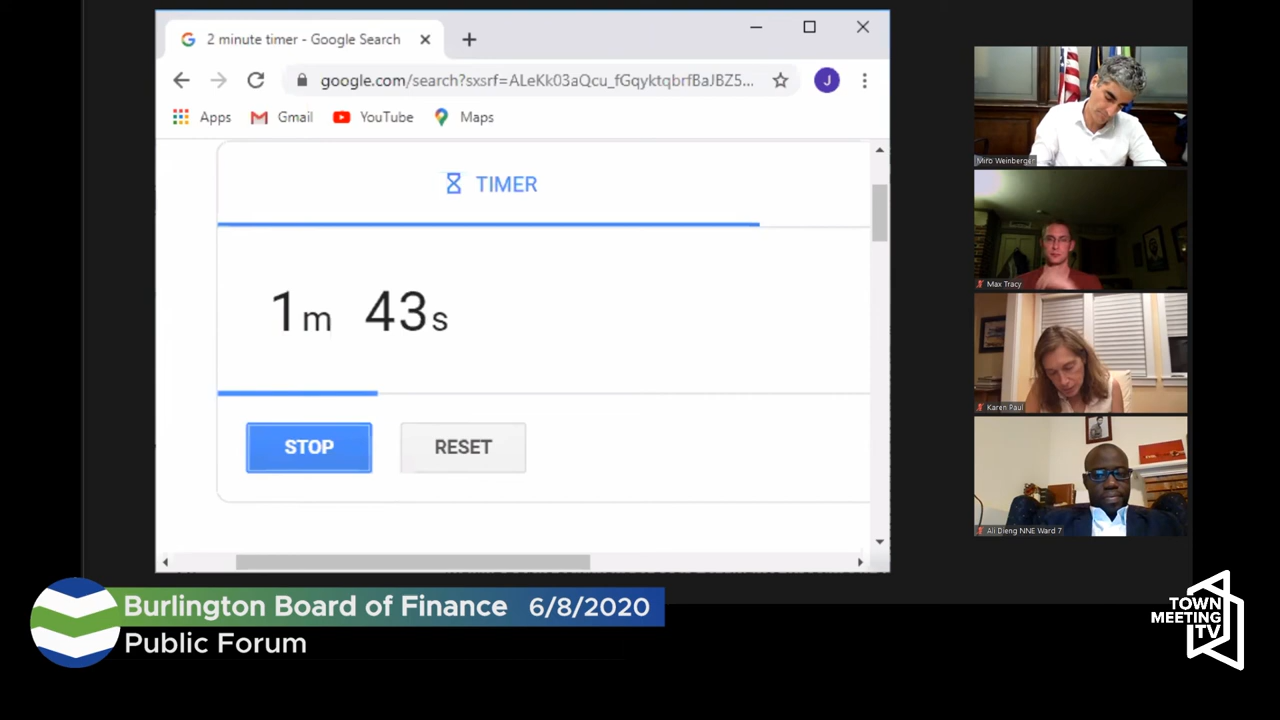 2 minute timer - Google Search
google.com/search?sxsrf=ALeKk03aQcu_fGqyktqbrfBaJBZ5...
J
Apps Gmail YouTube Maps
TIMER
1m 43s
STOP RESET
Miro Weinberger
Max Tracy
Karen Paul
Ali Dieng NNE Ward 7
Burlington Board of Finance 6/8/2020
Public Forum
TOWN
MEETING
TV